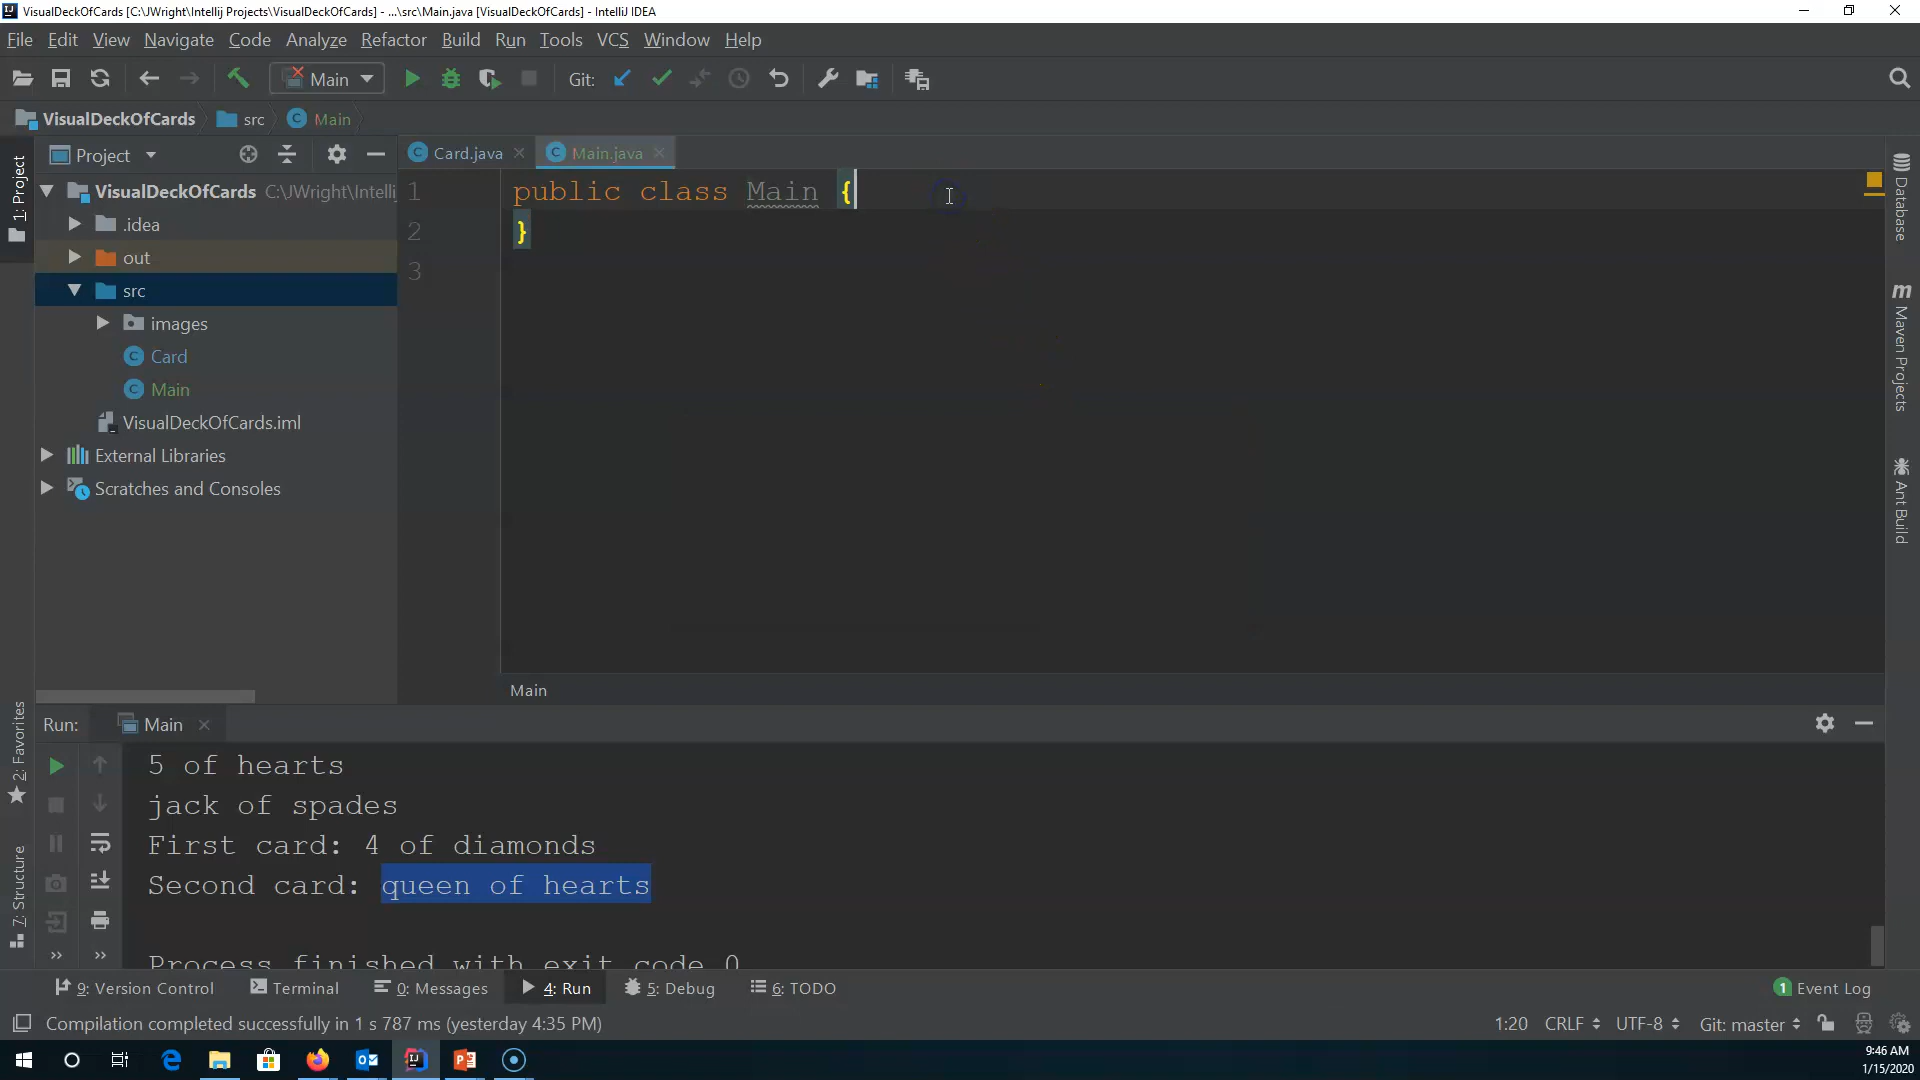 VisualDeckOfCards [C:\JWright\Intellij Projects\VisualDeckOfCards] - ...\src\Main.java [VisualDeckOfCards] - IntelliJ IDEA
File Edit View Navigate Code Analyze Refactor Build Run Tools VCS Window Help
Main Git:
VisualDeckOfCards src Main
1: Project
Project
Card.java Main.java
VisualDeckOfCards C:\JWright\Intellij
.idea
out
src
images
Card
Main
VisualDeckOfCards.iml
External Libraries
Scratches and Consoles
1 public class Main {
2 }
3
Main
Database
Maven Projects
Ant Build
2: Favorites
7: Structure
Run: Main
5 of hearts
jack of spades
First card: 4 of diamonds
Second card: queen of hearts
Process finished with exit code 0
9: Version Control Terminal 0: Messages 4: Run 5: Debug 6: TODO 1 Event Log
Compilation completed successfully in 1 s 787 ms (yesterday 4:35 PM) 1:20 CRLF UTF-8 Git: master
9:46 AM
1/15/2020